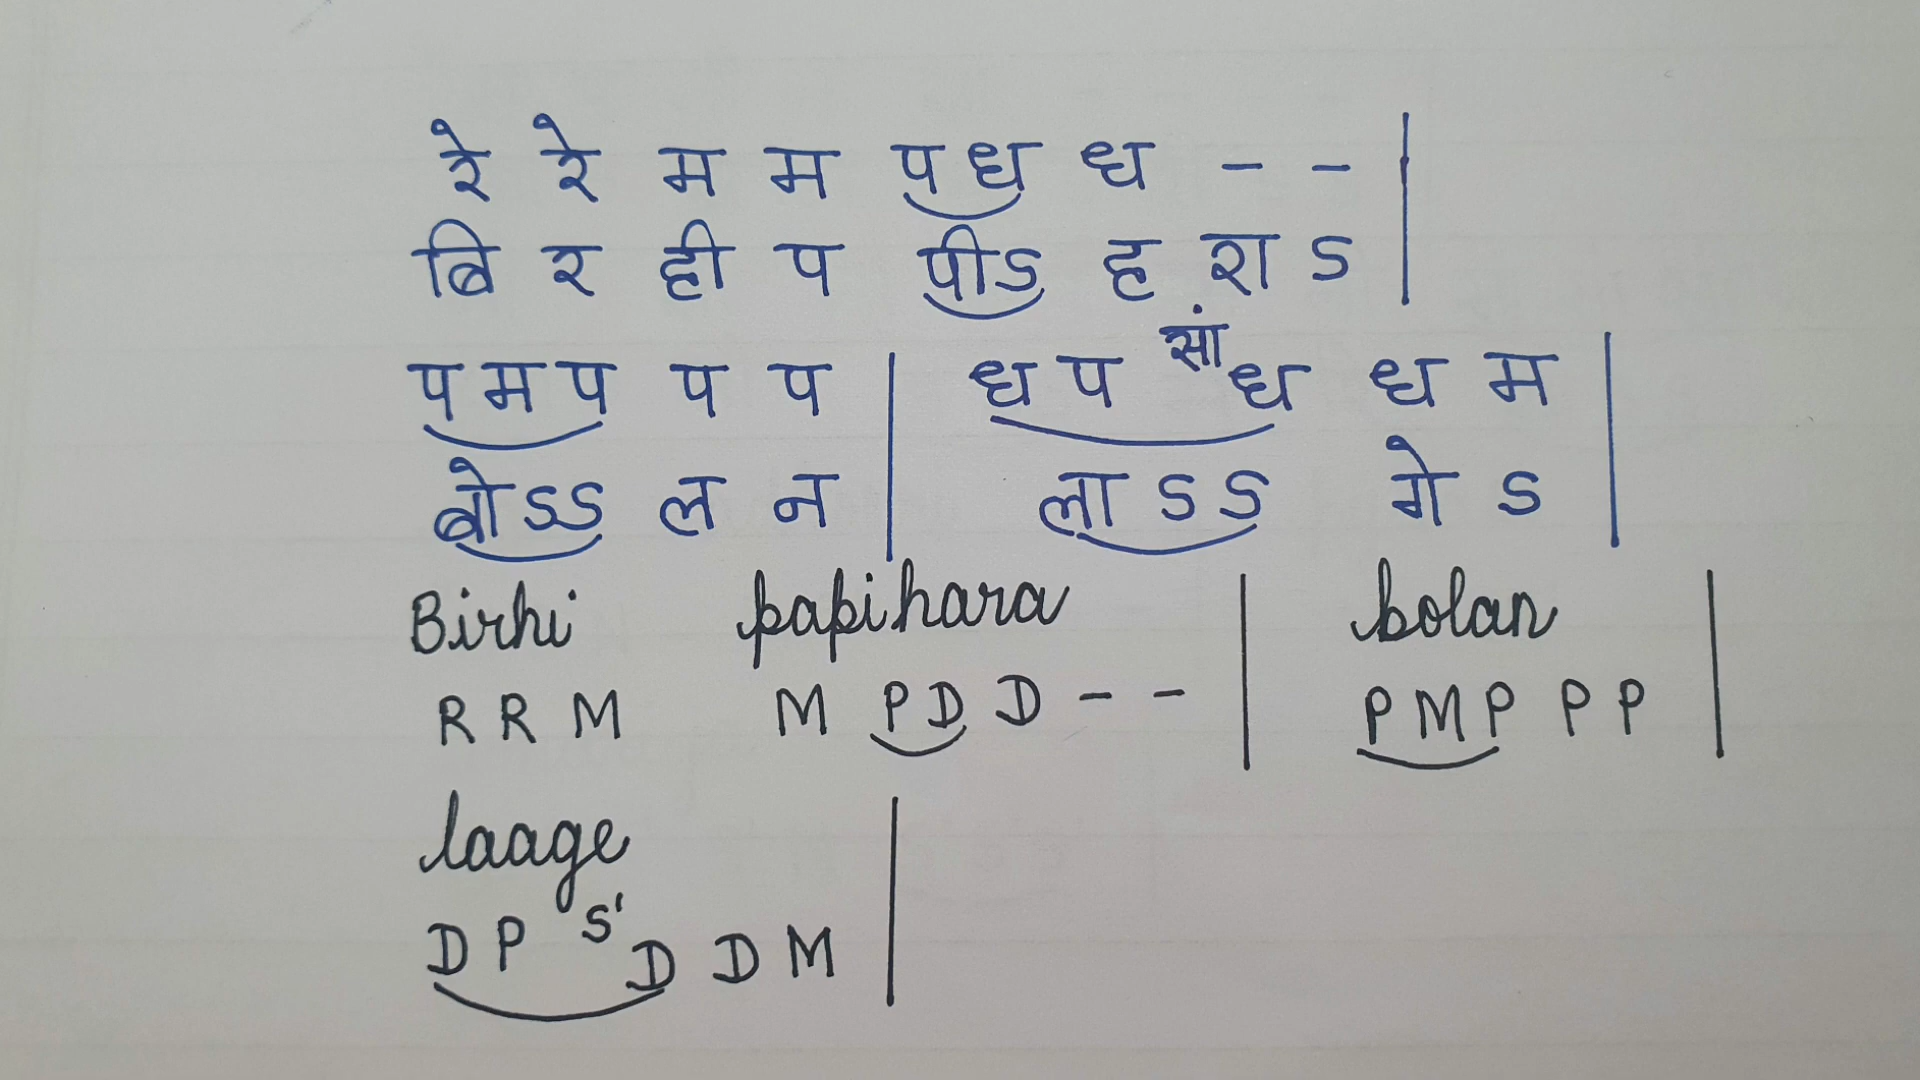 रे रे म म पध ध - - |
बि र ही प पीऽ ह रा ऽ |
पमप प प | धप सांध ध म |
बोऽऽ ल न | लाऽऽ गे ऽ |
Birhi papihara | bolan |
R R M M PD D - - | PMP P P |
laage |
DP S'D D M |